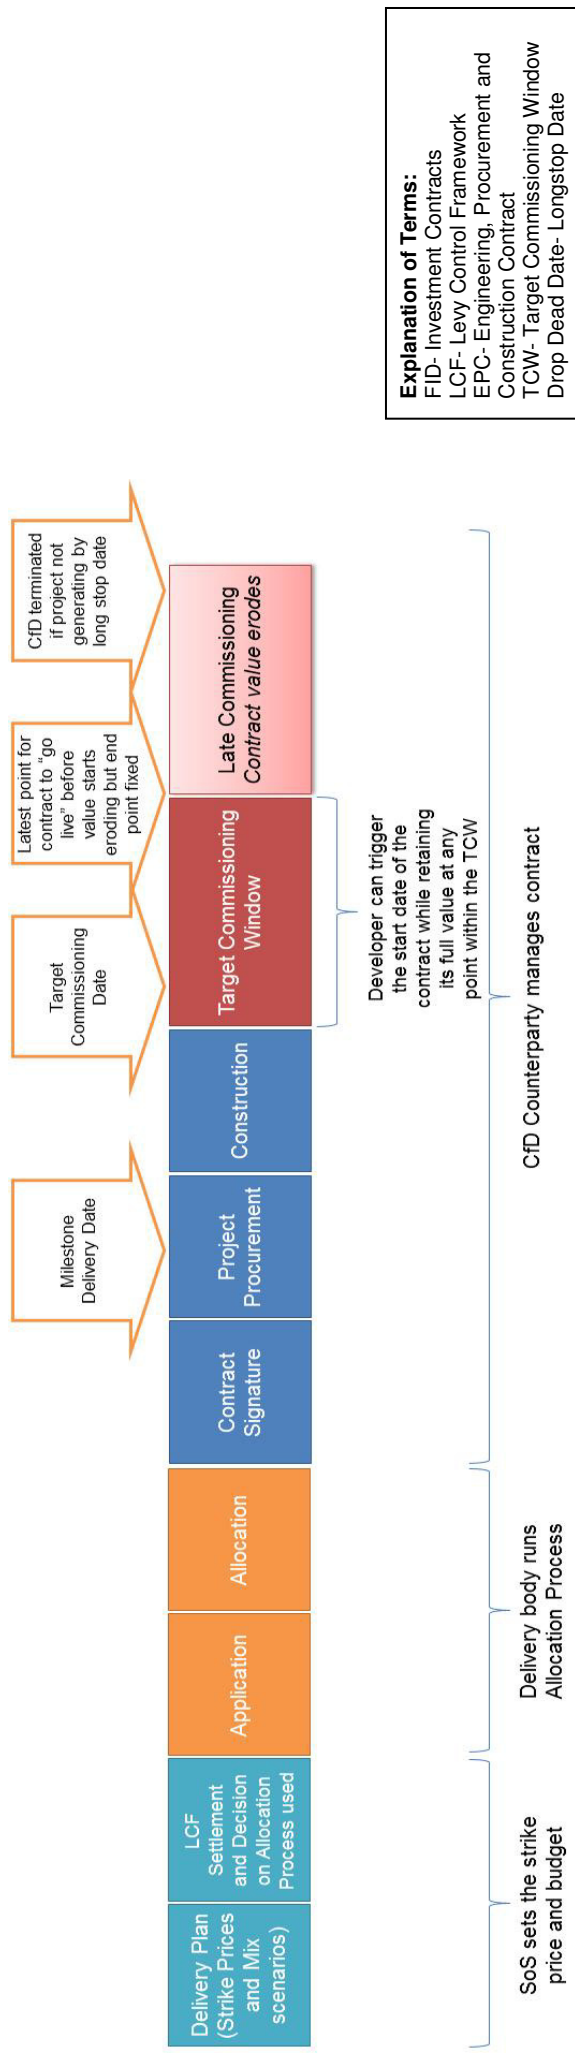 Milestone
Delivery Date
Target
Commissioning
Date
Latest point for
contract to “go
live” before
value starts
eroding but end
point fixed
CfD terminated
if project not
generating by
long stop date
Delivery Plan
(Strike Prices
and Mix
scenarios)
LCF
Settlement
and Decision
on Allocation
Process used
Application
Allocation
Contract
Signature
Project
Procurement
Construction
Target Commissioning
Window
Late Commissioning
Contract value erodes
Developer can trigger
the start date of the
contract while retaining
its full value at any
point within the TCW
SoS sets the strike
price and budget
Delivery body runs
Allocation Process
CfD Counterparty manages contract
Explanation of Terms:
FID- Investment Contracts
LCF- Levy Control Framework
EPC- Engineering, Procurement and
Construction Contract
TCW- Target Commissioning Window
Drop Dead Date- Longstop Date